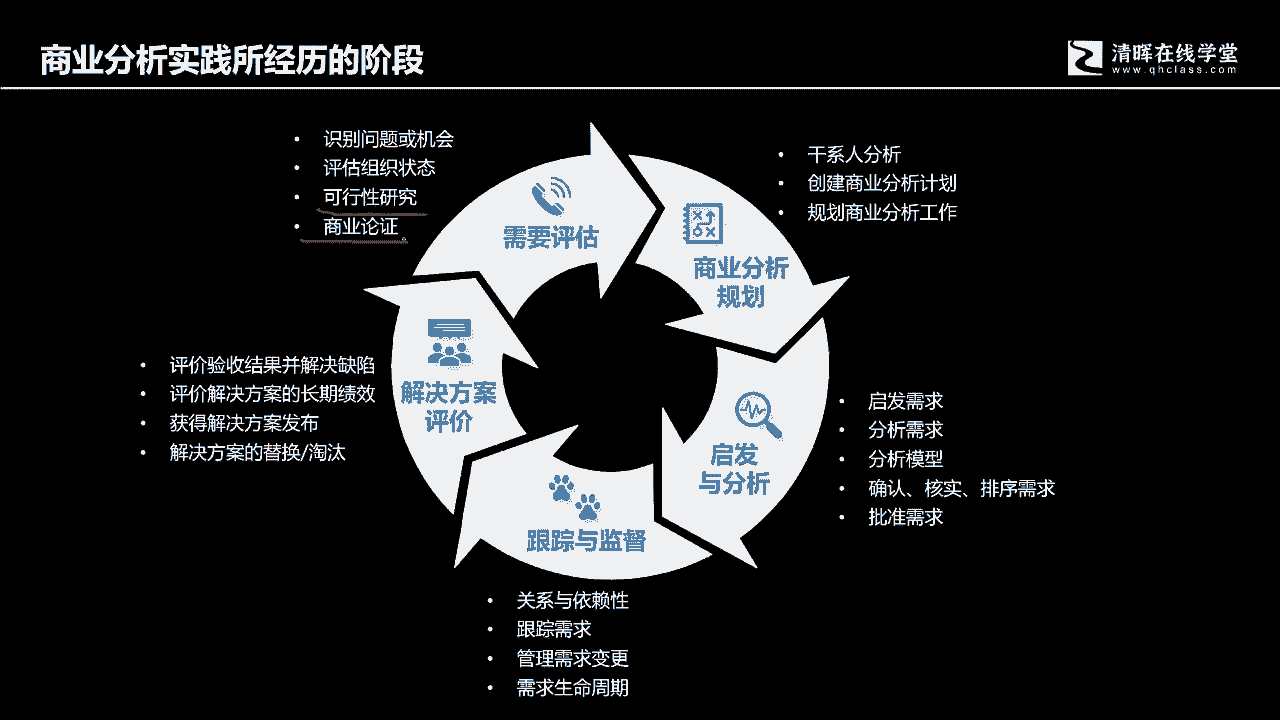 商业分析实践所经历的阶段
清晖在线学堂
www.qhclass.com
• 识别问题或机会
• 评估组织状态
• 可行性研究
• 商业论证
需要评估
• 干系人分析
• 创建商业分析计划
• 规划商业分析工作
商业分析
规划
• 启发需求
• 分析需求
• 分析模型
• 确认、核实、排序需求
• 批准需求
启发
与分析
跟踪与监督
• 关系与依赖性
• 跟踪需求
• 管理需求变更
• 需求生命周期
• 评价验收结果并解决缺陷
• 评价解决方案的长期绩效
• 获得解决方案发布
• 解决方案的替换/淘汰
解决方案
评价